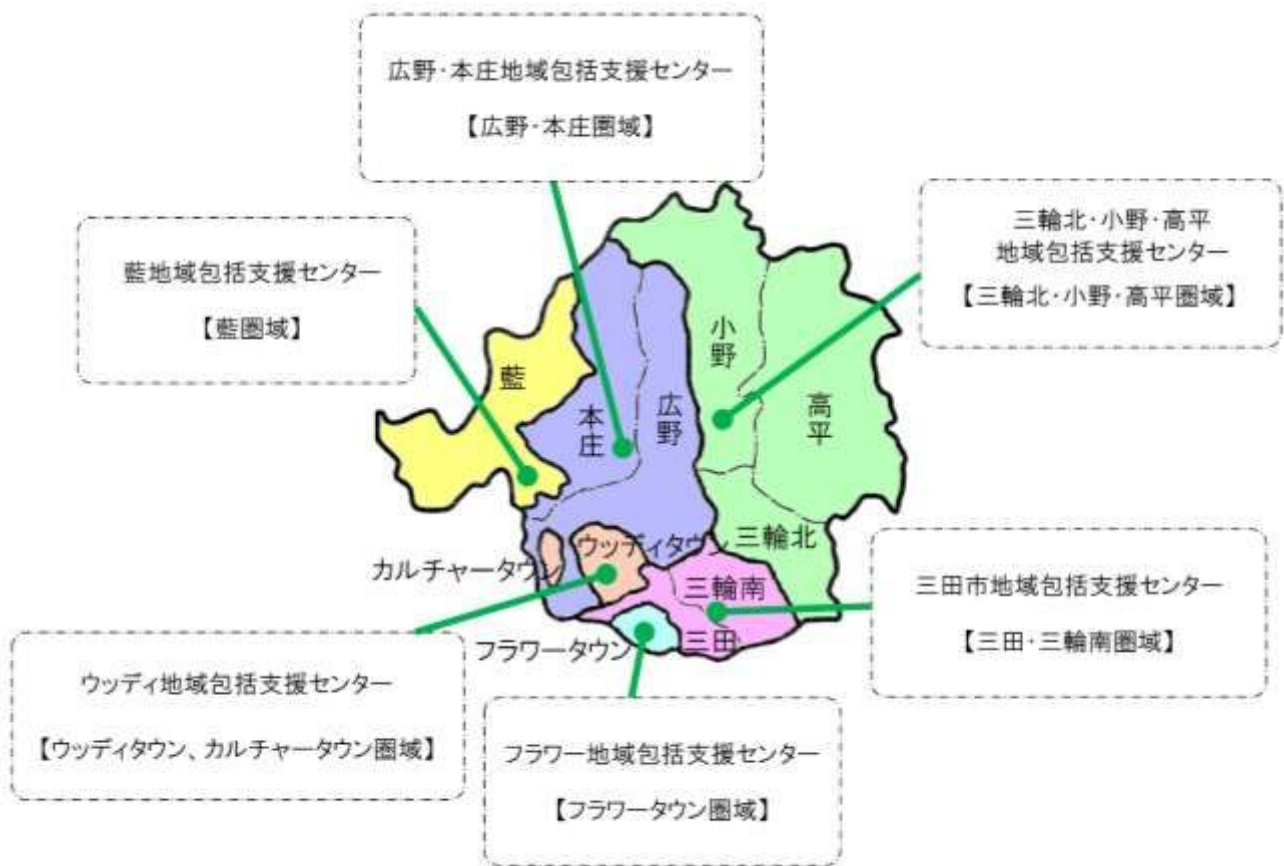 広野・本庄地域包括支援センター
【広野・本庄圏域】
三輪北・小野・高平
地域包括支援センター
【三輪北・小野・高平圏域】
藍地域包括支援センター
【藍圏域】
小野
藍
高平
広野
本庄
三輪北
ウッディタウン
カルチャータウン
三輪南
三田市地域包括支援センター
【三田・三輪南圏域】
三田
フラワータウン
ウッディ地域包括支援センター
【ウッディタウン、カルチャータウン圏域】
フラワー地域包括支援センター
【フラワータウン圏域】